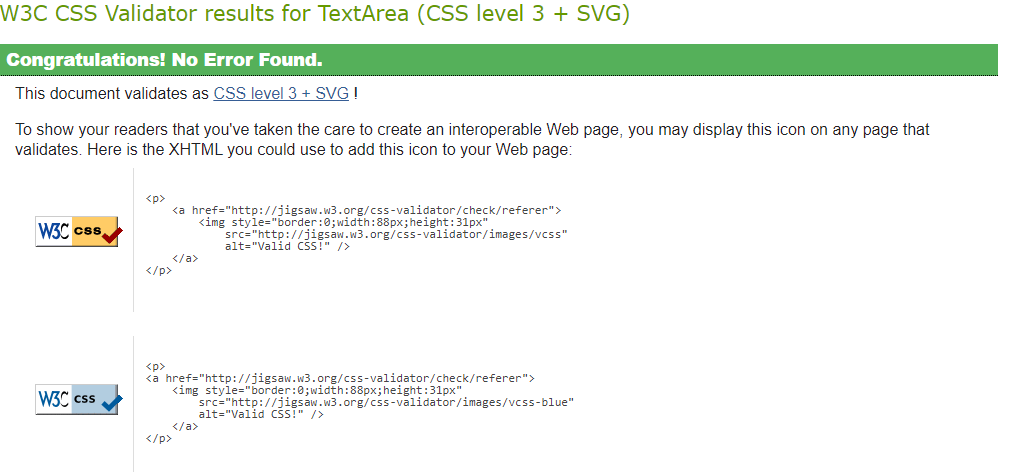 W3C CSS Validator results for TextArea (CSS level 3 + SVG)
Congratulations! No Error Found.
This document validates as CSS level 3 + SVG !
To show your readers that you've taken the care to create an interoperable Web page, you may display this icon on any page that
validates. Here is the XHTML you could use to add this icon to your Web page:
W3C css
<p>
<a href="http://jigsaw.w3.org/css-validator/check/referer">
<img style="border:0;width:88px;height:31px"
src="http://jigsaw.w3.org/css-validator/images/vcss"
alt="Valid CSS!" />
</a>
</p>
W3C css
<p>
<a href="http://jigsaw.w3.org/css-validator/check/referer">
<img style="border:0;width:88px;height:31px"
src="http://jigsaw.w3.org/css-validator/images/vcss-blue"
alt="Valid CSS!" />
</a>
</p>